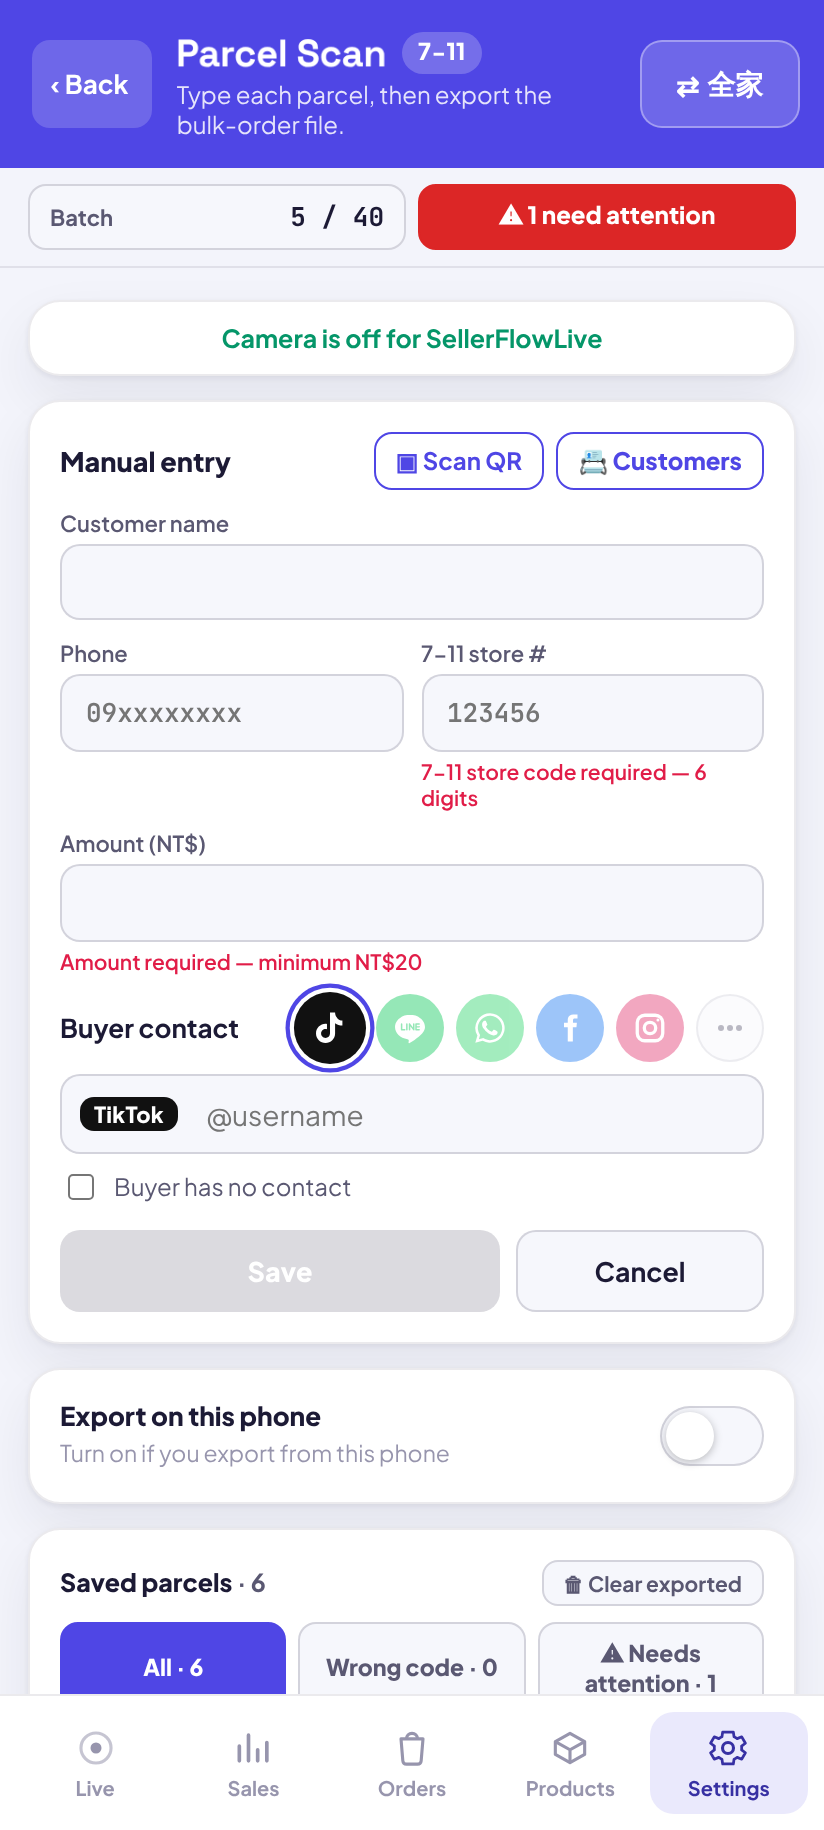 ‹ Back
Parcel Scan
7-11
Type each parcel, then export the
bulk-order file.
⇄ 全家
Batch
5 / 40
⚠ 1 need attention
Camera is off for SellerFlowLive
Manual entry
▣ Scan QR
📇 Customers
Customer name
Phone
7-11 store #
09xxxxxxxx
123456
7-11 store code required — 6
digits
Amount (NT$)
Amount required — minimum NT$20
Buyer contact
LINE
TikTok
@username
Buyer has no contact
Save
Cancel
Export on this phone
Turn on if you export from this phone
Saved parcels · 6
🗑 Clear exported
All · 6
Wrong code · 0
⚠ Needs
attention · 1
Live
Sales
Orders
Products
Settings